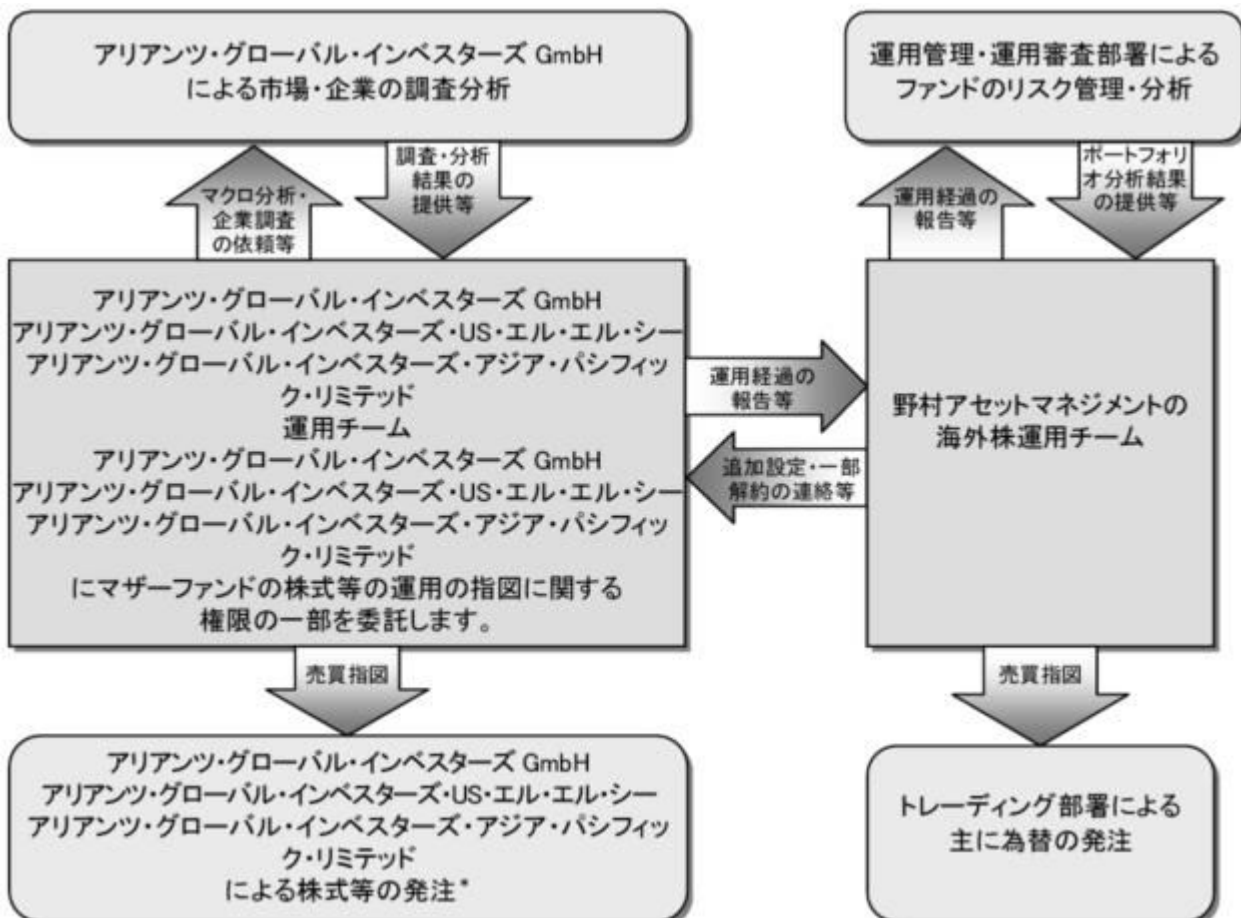 アリアンツ・グローバル・インベスターズ GmbH
による市場・企業の調査分析
運用管理・運用審査部署による
ファンドのリスク管理・分析
マクロ分析・
企業調査
の依頼等
調査・分析
結果の
提供等
運用経過の
報告等
ポートフォリ
オ分析結果
の提供等
アリアンツ・グローバル・インベスターズ GmbH
アリアンツ・グローバル・インベスターズ・US・エル・エル・シー
アリアンツ・グローバル・インベスターズ・アジア・パシフィッ
ク・リミテッド
運用チーム
アリアンツ・グローバル・インベスターズ GmbH
アリアンツ・グローバル・インベスターズ・US・エル・エル・シー
アリアンツ・グローバル・インベスターズ・アジア・パシフィッ
ク・リミテッド
にマザーファンドの株式等の運用の指図に関する
権限の一部を委託します。
運用経過の
報告等
追加設定・一部
解約の連絡等
野村アセットマネジメントの
海外株運用チーム
売買指図
売買指図
アリアンツ・グローバル・インベスターズ GmbH
アリアンツ・グローバル・インベスターズ・US・エル・エル・シー
アリアンツ・グローバル・インベスターズ・アジア・パシフィッ
ク・リミテッド
による株式等の発注*
トレーディング部署による
主に為替の発注